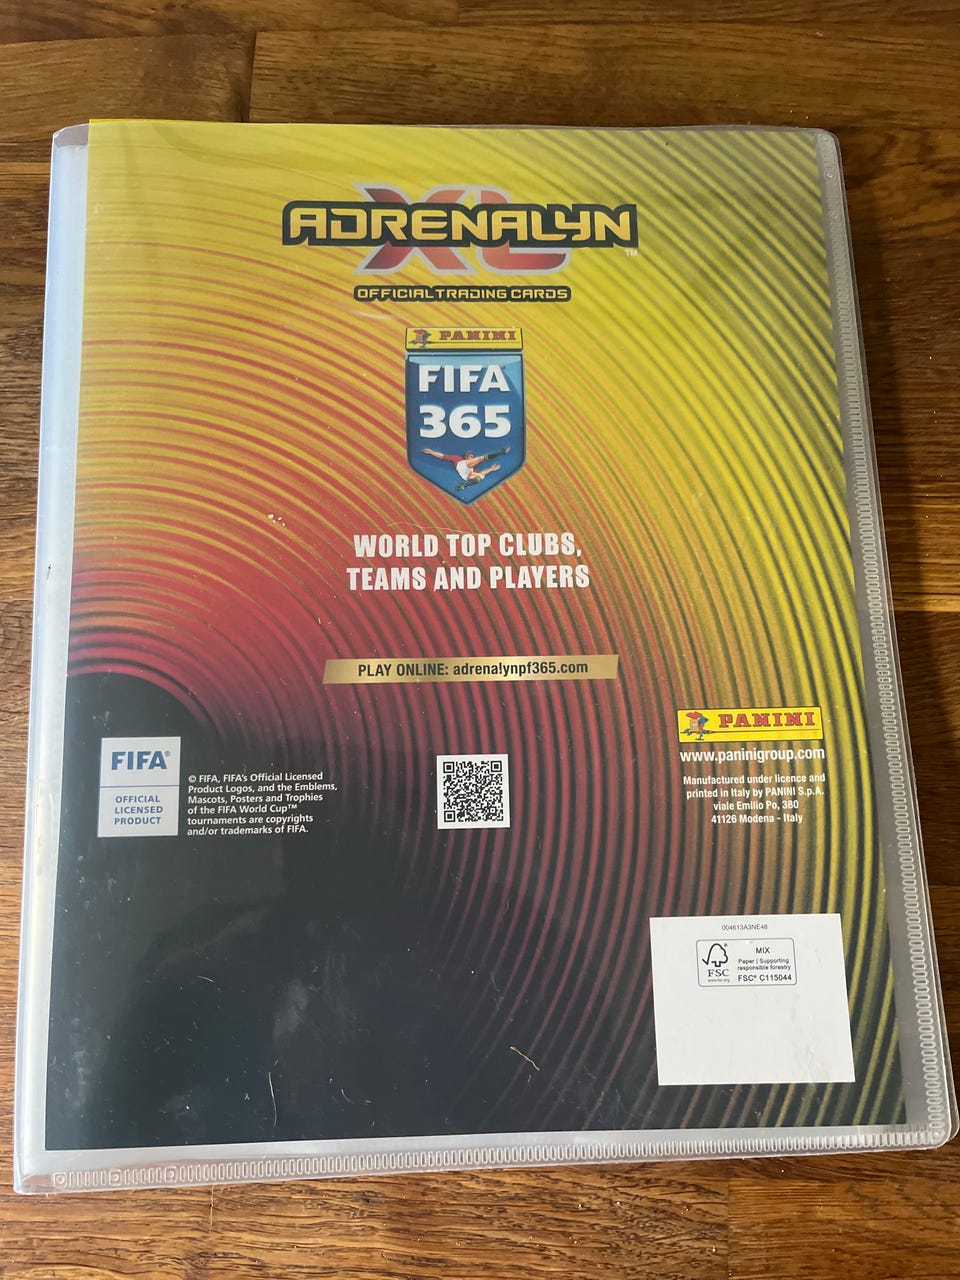 ADRENALYN
XL™
OFFICIAL TRADING CARDS
PANINI
FIFA
365
WORLD TOP CLUBS,
TEAMS AND PLAYERS
PLAY ONLINE: adrenalynpf365.com
FIFA®
OFFICIAL
LICENSED
PRODUCT
© FIFA, FIFA's Official Licensed
Product Logos, and the Emblems,
Mascots, Posters and Trophies
of the FIFA World Cup™
tournaments are copyrights
and/or trademarks of FIFA.
PANINI
www.paninigroup.com
Manufactured under licence and
printed in Italy by PANINI S.p.A.
viale Emilio Po, 380
41126 Modena - Italy
004613A3NE46
FSC
www.fsc.org
MIX
Paper | Supporting
responsible forestry
FSC® C115044